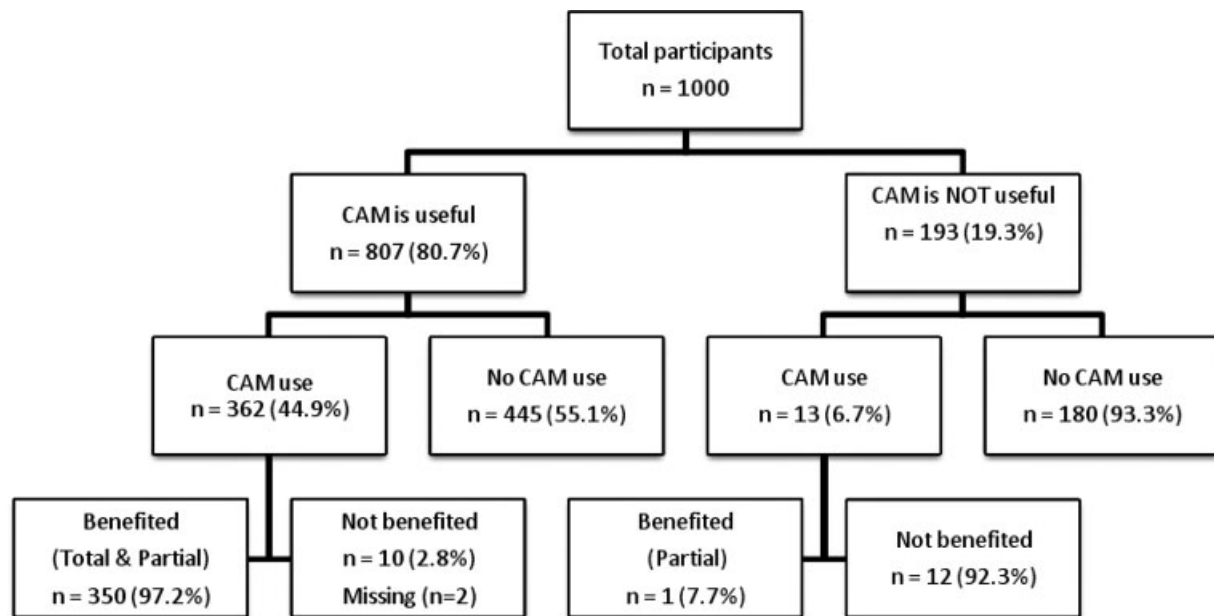 Total participants
n = 1000
CAM is useful
n = 807 (80.7%)
CAM is NOT useful
n = 193 (19.3%)
CAM use
n = 362 (44.9%)
No CAM use
n = 445 (55.1%)
CAM use
n = 13 (6.7%)
No CAM use
n = 180 (93.3%)
Benefited
(Total & Partial)
n = 350 (97.2%)
Not benefited
n = 10 (2.8%)
Missing (n=2)
Benefited
(Partial)
n = 1 (7.7%)
Not benefited
n = 12 (92.3%)